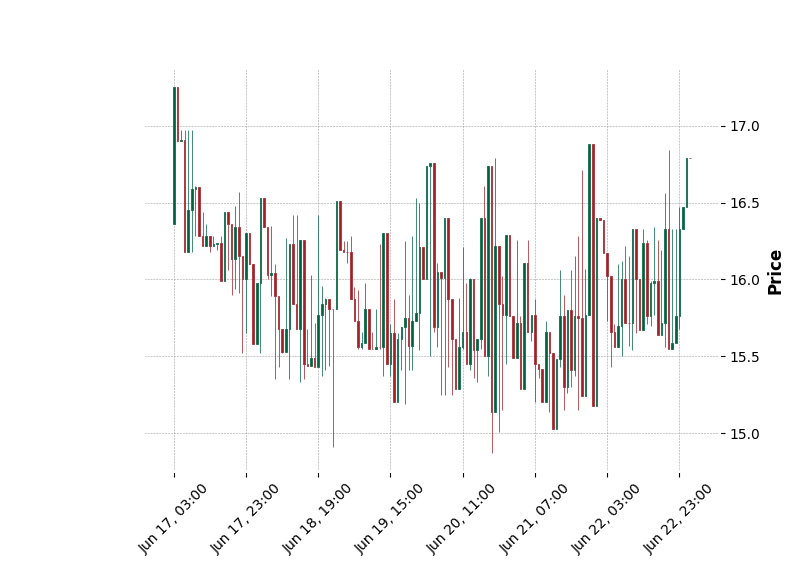 17.0
16.5
16.0
15.5
15.0
Price
Jun 17, 03:00
Jun 17, 23:00
Jun 18, 19:00
Jun 19, 15:00
Jun 20, 11:00
Jun 21, 07:00
Jun 22, 03:00
Jun 22, 23:00